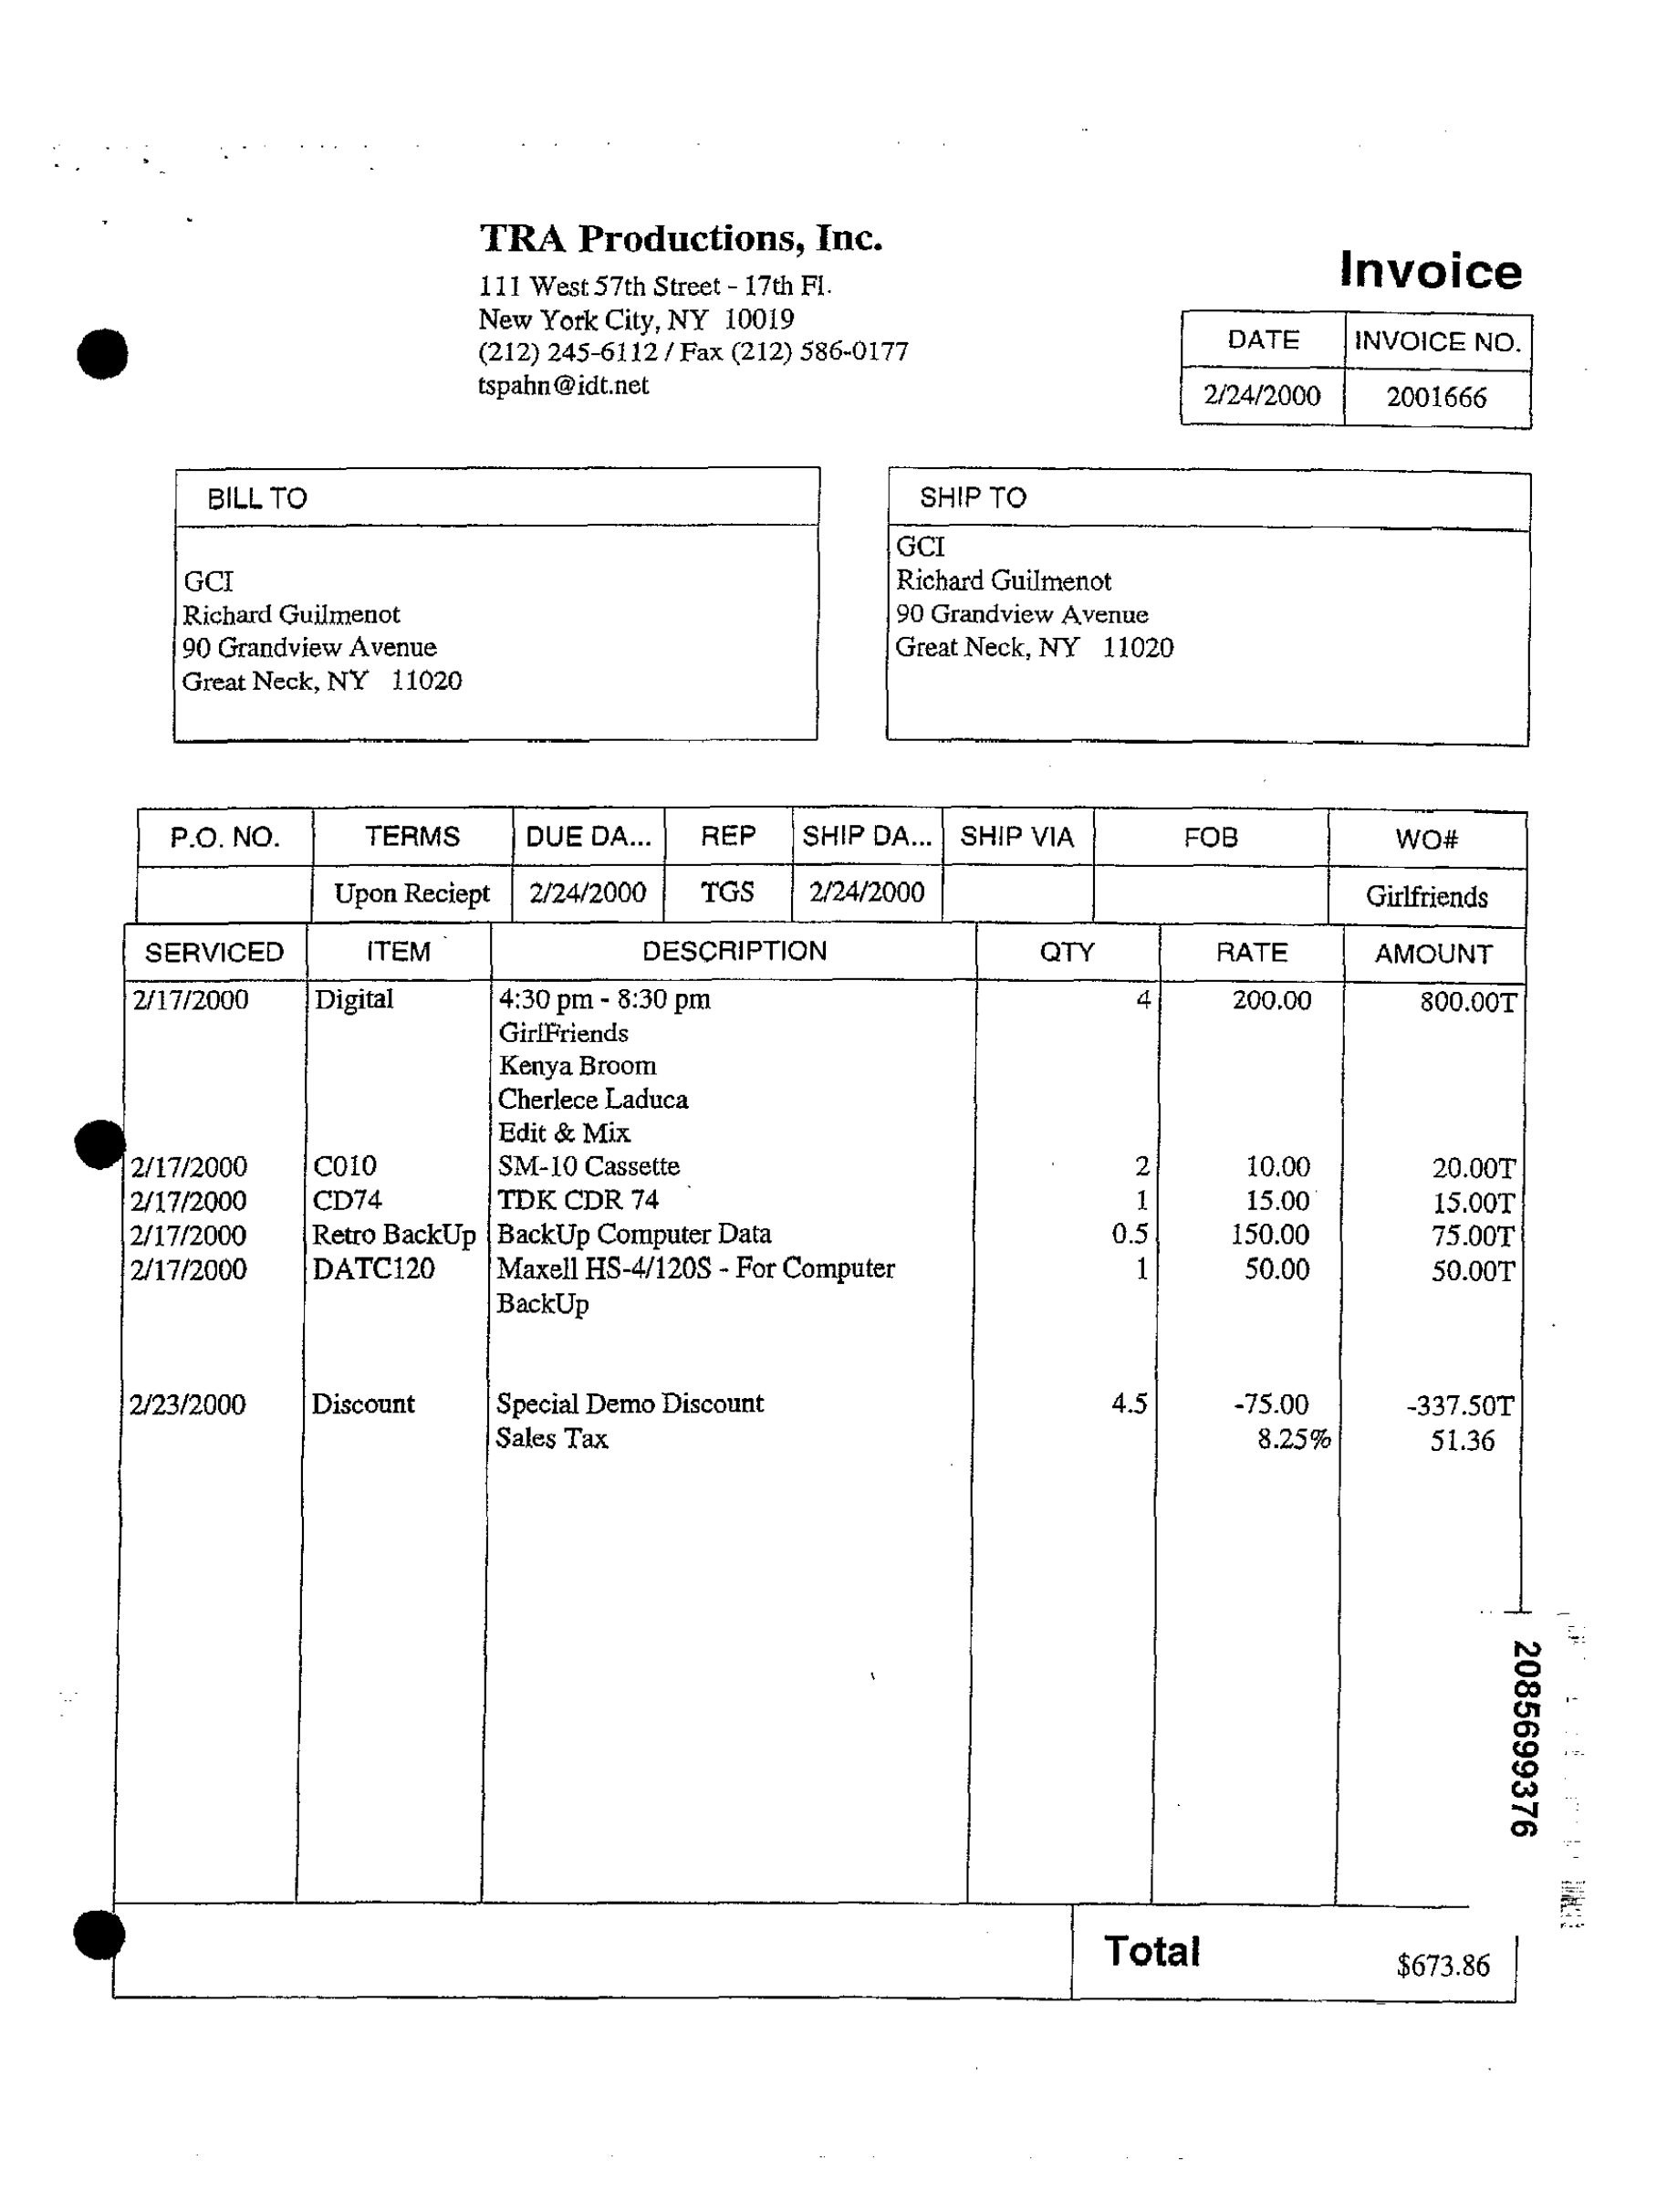 TRA Productions, Inc.
111 West 57th Street - 17th Fl.
New York City, NY 10019
(212) 245-6112 / Fax (212) 586-0177
tspahn@idt.net
Invoice
DATE INVOICE NO.
2/24/2000 2001666
BILL TO
GCI
Richard Guilmenot
90 Grandview Avenue
Great Neck, NY 11020
SHIP TO
GCI
Richard Guilmenot
90 Grandview Avenue
Great Neck, NY 11020
P.O. NO. TERMS DUE DA... REP SHIP DA... SHIP VIA FOB WO#
Upon Reciept 2/24/2000 TGS 2/24/2000 Girlfriends
SERVICED ITEM DESCRIPTION QTY RATE AMOUNT
2/17/2000 Digital 4:30 pm - 8:30 pm 4 200.00 800.00T
GirlFriends
Kenya Broom
Cherlece Laduca
Edit & Mix
2/17/2000 C010 SM-10 Cassette 2 10.00 20.00T
2/17/2000 CD74 TDK CDR 74 1 15.00 15.00T
2/17/2000 Retro BackUp BackUp Computer Data 0.5 150.00 75.00T
2/17/2000 DATC120 Maxell HS-4/120S - For Computer 1 50.00 50.00T
BackUp
2/23/2000 Discount Special Demo Discount 4.5 -75.00 -337.50T
Sales Tax 8.25% 51.36
2085699376
Total $673.86